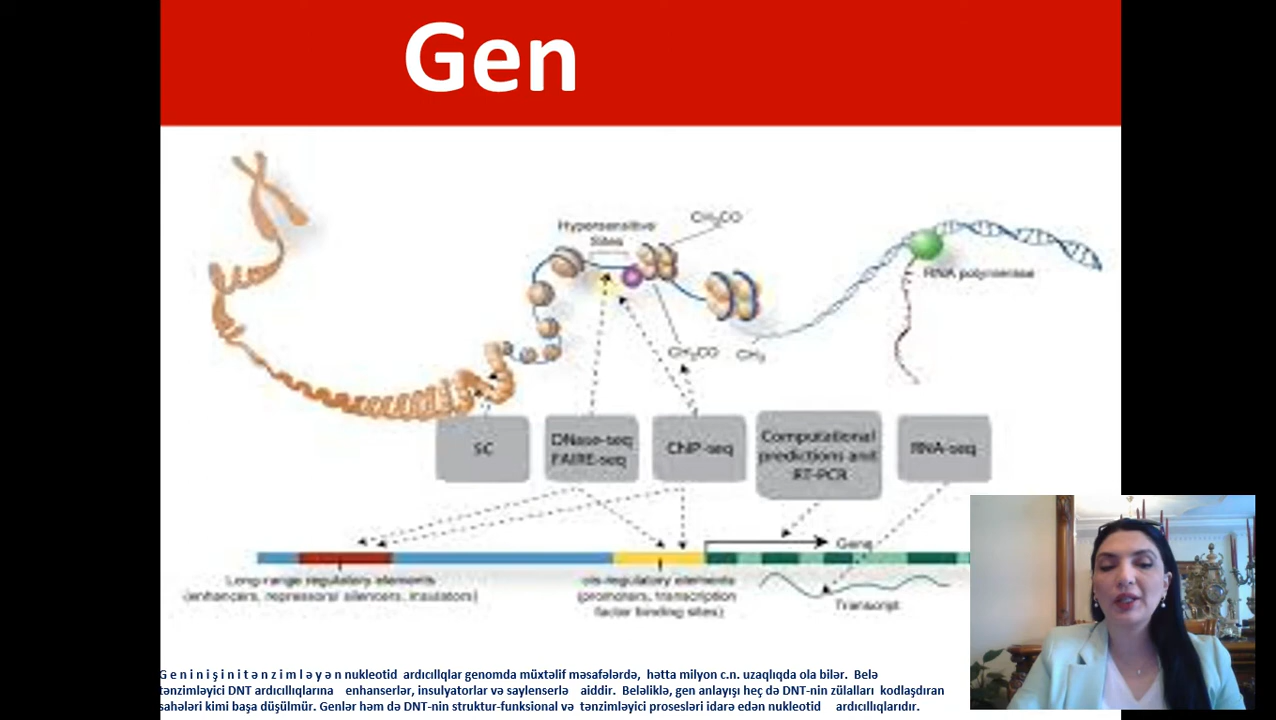 Gen
Hypersensitive
Sites
CH₃CO
RNA polymerase
CH₃CO
CH₃
5C
DNase-seq
FAIRE-seq
ChIP-seq
Computational
predictions and
RT-PCR
RNA-seq
Gene
Long-range regulatory elements
(enhancers, repressors/ silencers, insulators)
cis-regulatory elements
(promoters, transcription
factor binding sites)
Transcript
G e n i n i ş i n i t ə n z i m l ə y ə n nukleotid ardıcıllqlar genomda müxtəlif məsafələrdə, hətta milyon c.n. uzaqlıqda ola bilər. Belə
tənzimləyici DNT ardıcıllıqlarına enhanserlər, insulyatorlar və saylenserlə aiddir. Beləliklə, gen anlayışı heç də DNT-nin zülalları kodlaşdıran
sahələri kimi başa düşülmür. Genlər həm də DNT-nin struktur-funksional və tənzimləyici prosesləri idarə edən nukleotid ardıcıllıqlarıdır.